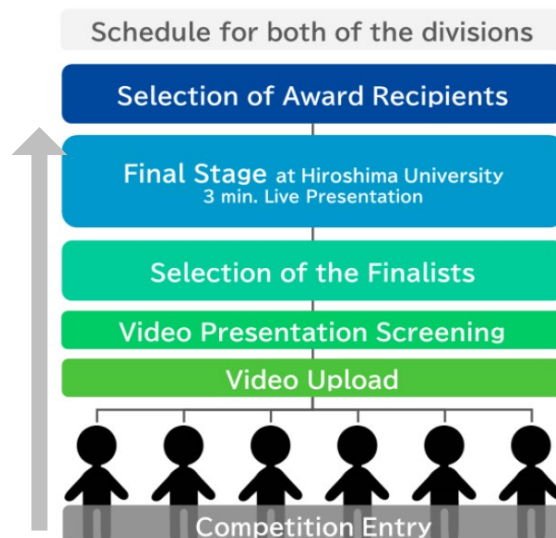 Schedule for both of the divisions
Selection of Award Recipients
Final Stage at Hiroshima University
3 min. Live Presentation
Selection of the Finalists
Video Presentation Screening
Video Upload
Competition Entry